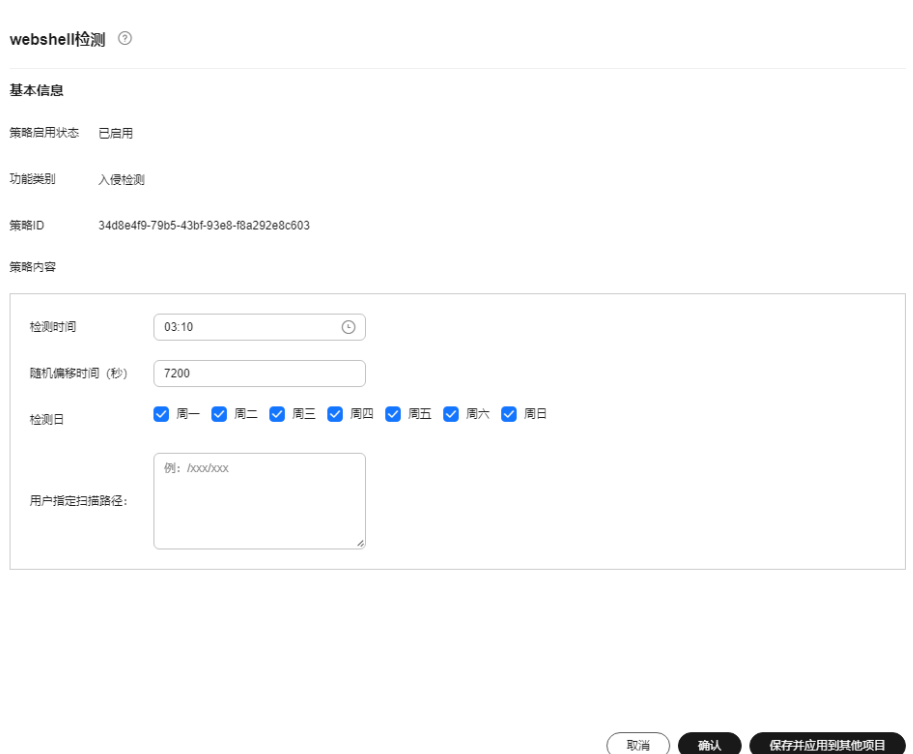 webshell检测
基本信息
策略启用状态 已启用
功能类别 入侵检测
策略ID 34d8e4f9-79b5-43bf-93e8-f8a292e8c603
策略内容
检测时间 03:10
随机偏移时间（秒） 7200
检测日 周一 周二 周三 周四 周五 周六 周日
用户指定扫描路径： 例：/xxx/xxx
取消 确认 保存并应用到其他项目